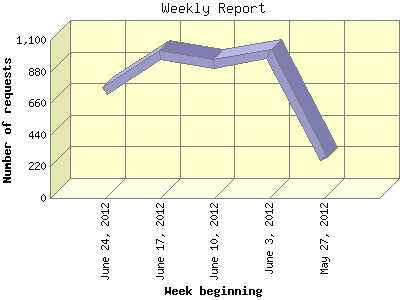 Weekly Report
Number of requests
1,100
880
660
440
220
0
June 24, 2012
June 17, 2012
June 10, 2012
June 3, 2012
May 27, 2012
Week beginning